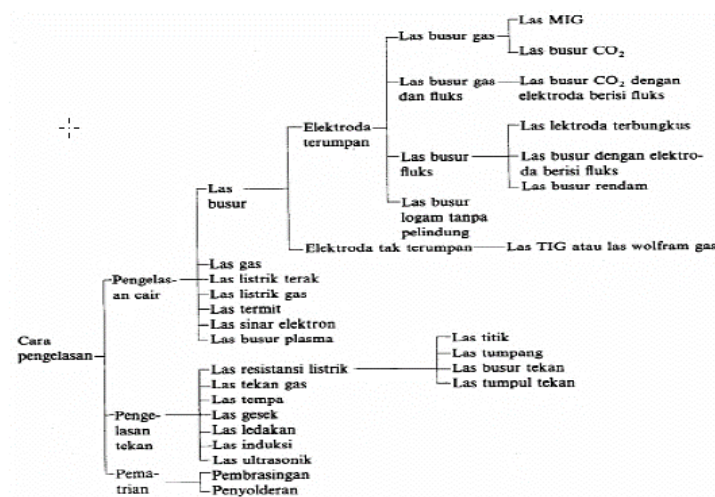 Las MIG
Las busur gas
Las busur CO₂
Las busur gas
dan fluks
Las busur CO₂ dengan
elektroda berisi fluks
Elektroda
terumpan
Las lektroda terbungkus
Las busur
fluks
Las busur dengan elektro-
da berisi fluks
Las busur rendam
Las
busur
Las busur
logam tanpa
pelindung
Elektroda tak terumpan
Las TIG atau las wolfram gas
Pengelas-
an cair
Las gas
Las listrik terak
Las listrik gas
Las termit
Las sinar elektron
Las busur plasma
Cara
pengelasan
Las resistansi listrik
Las titik
Las tumpang
Las busur tekan
Las tumpul tekan
Las tekan gas
Las tempa
Las gesek
Las ledakan
Las induksi
Las ultrasonik
Penge-
lasan
tekan
Pema-
trian
Pembrasingan
Penyolderan